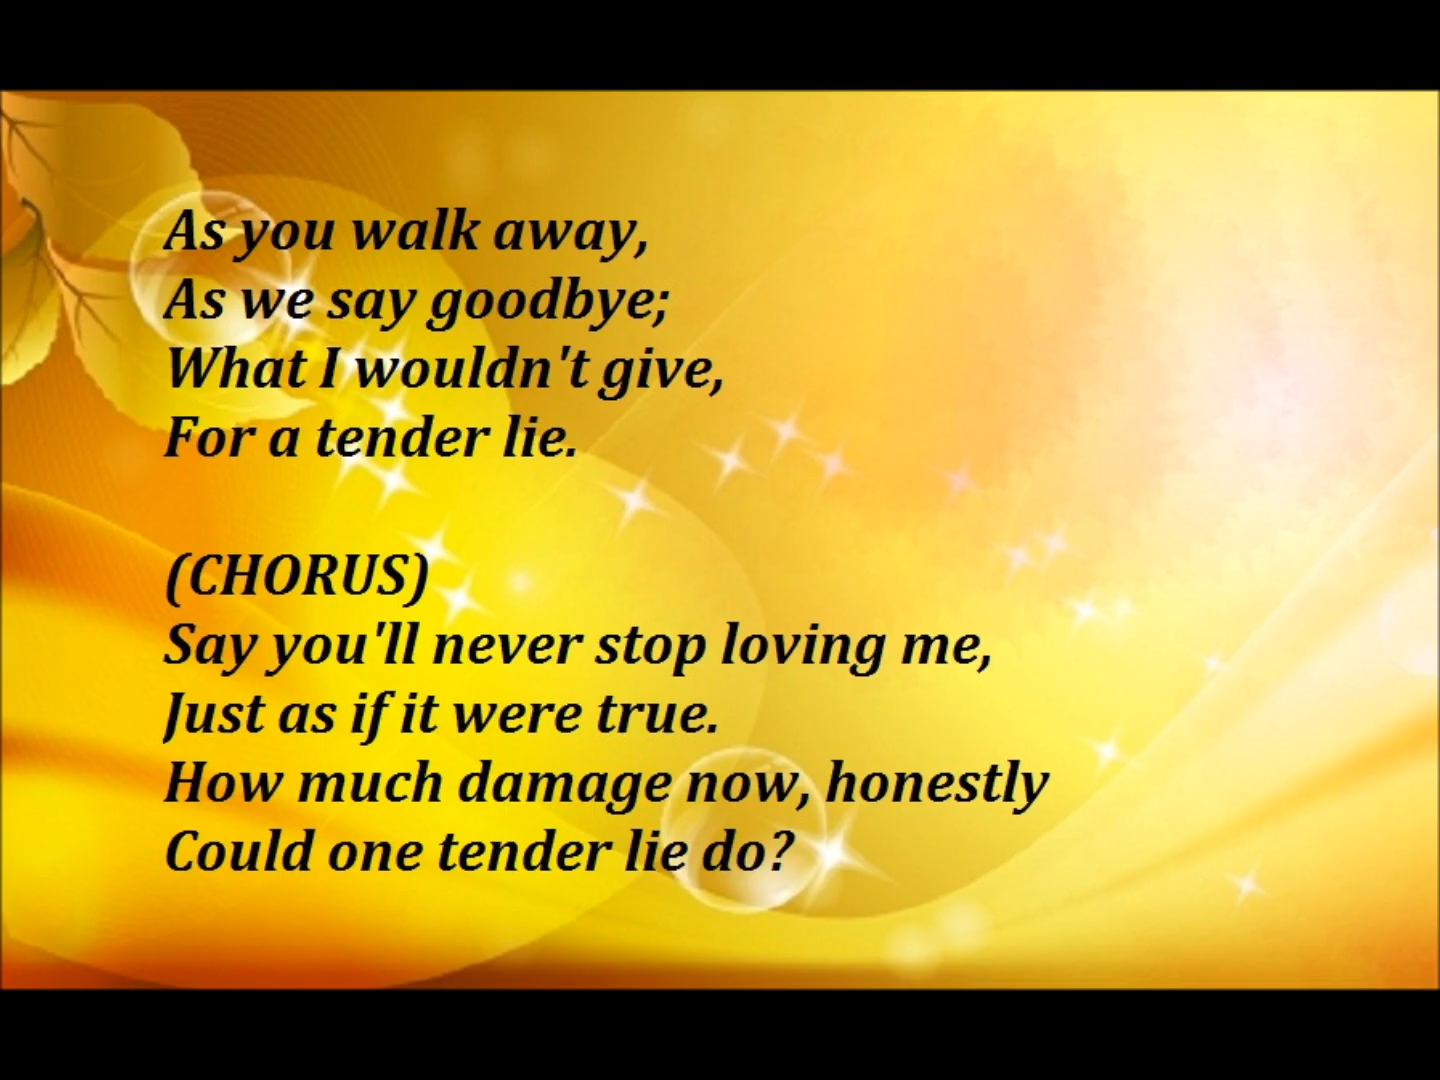 As you walk away,
As we say goodbye;
What I wouldn't give,
For a tender lie.
(CHORUS)
Say you'll never stop loving me,
Just as if it were true.
How much damage now, honestly
Could one tender lie do?